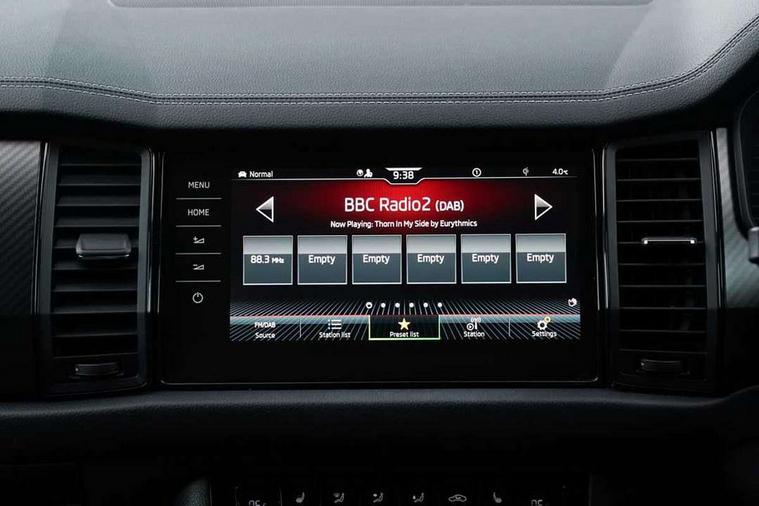 MENU
HOME
Normal
9:38
4.0°C
BBC Radio2 (DAB)
Now Playing: Thorn In My Side by Eurythmics
88.3 MHz
Empty
Empty
Empty
Empty
Empty
FM/DAB
Source
Station list
Preset list
Station
Settings